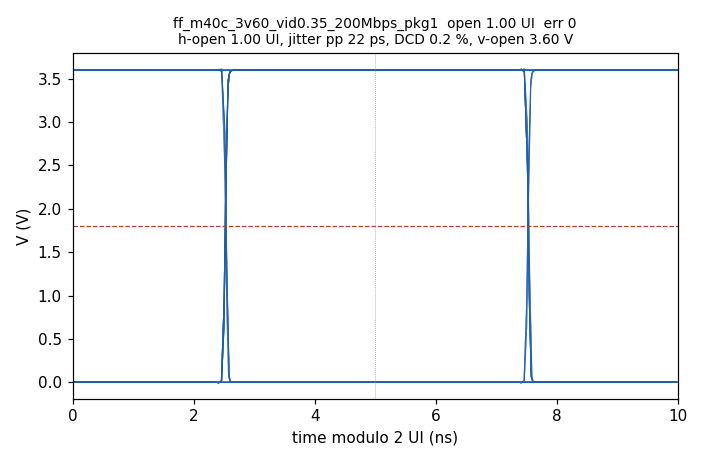 ff_m40c_3v60_vid0.35_200Mbps_pkg1  open 1.00 UI  err 0
h-open 1.00 UI, jitter pp 22 ps, DCD 0.2 %, v-open 3.60 V
3.5
3.0
2.5
2.0
1.5
1.0
0.5
0.0
V (V)
0 2 4 6 8 10
time modulo 2 UI (ns)